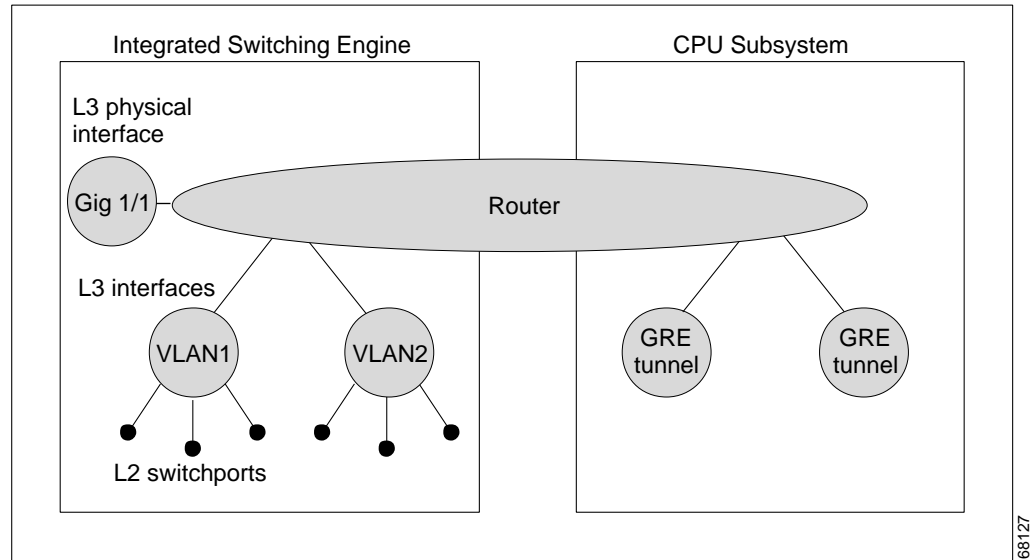 Integrated Switching Engine
CPU Subsystem
L3 physical
interface
Gig 1/1
Router
L3 interfaces
VLAN1
VLAN2
GRE
tunnel
GRE
tunnel
L2 switchports
68127